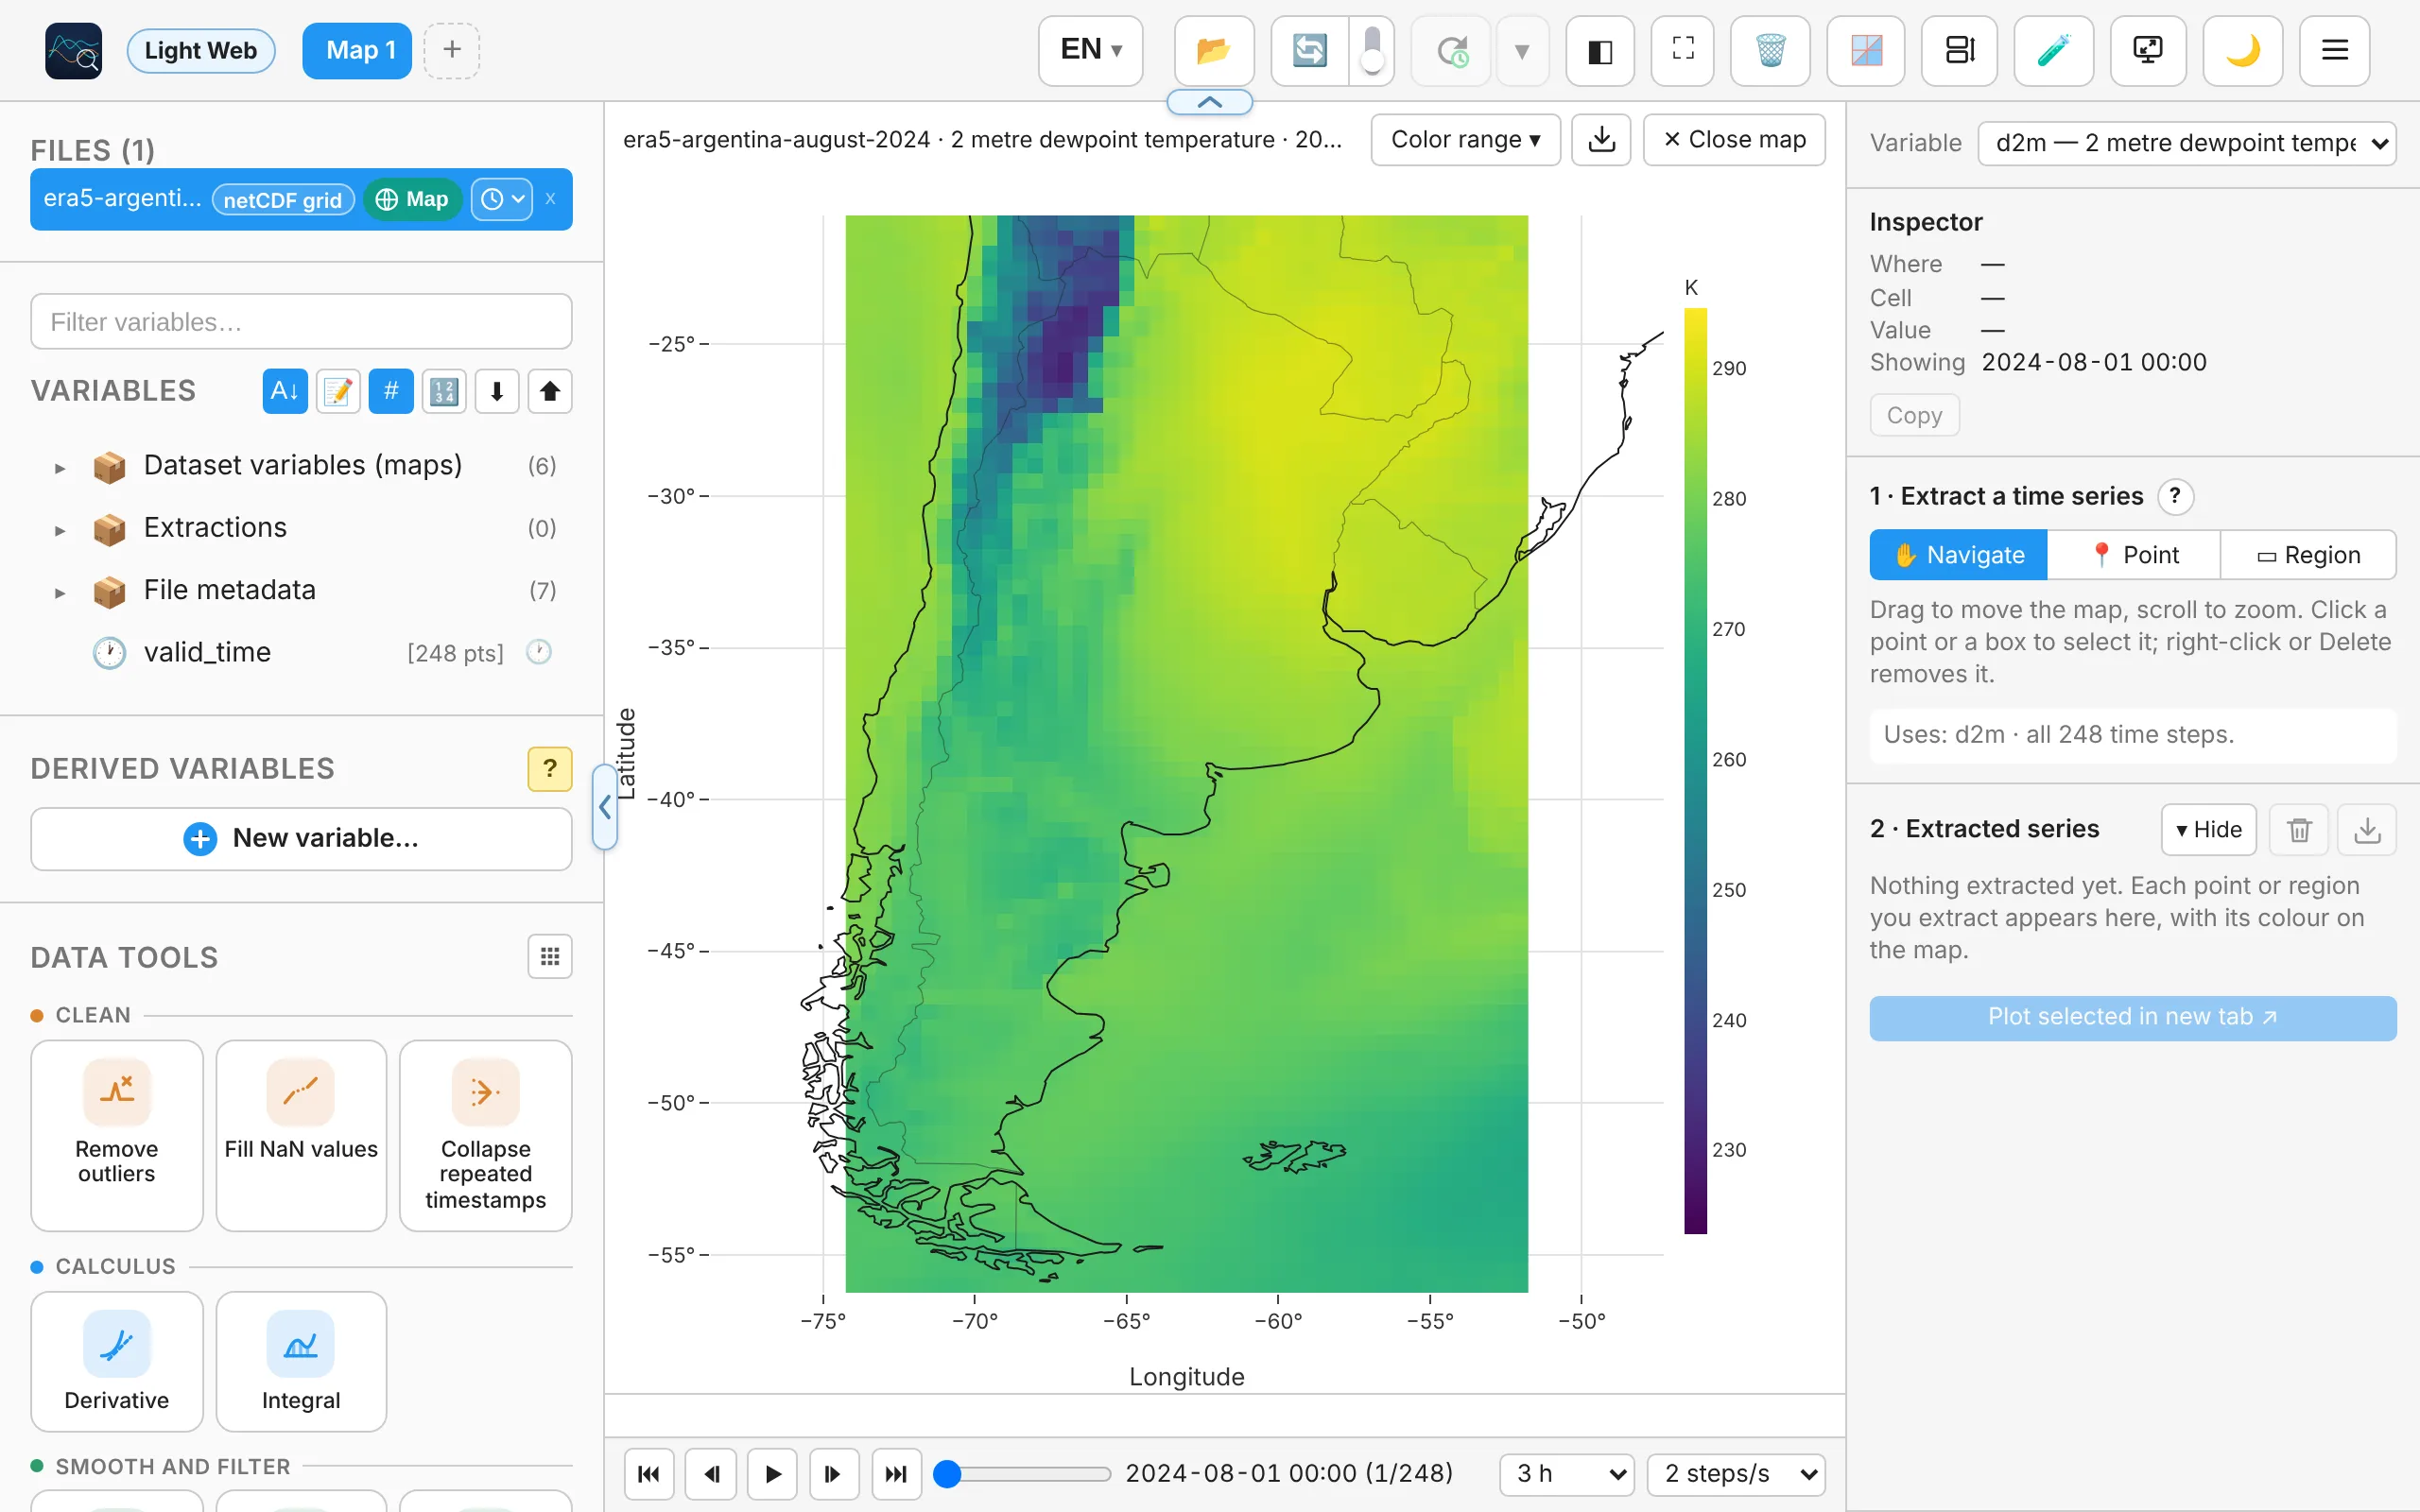 Light Web
Map 1
+
EN ▾
FILES (1)
era5-argenti... netCDF grid Map x
Filter variables...
VARIABLES
A↓ #
Dataset variables (maps) (6)
Extractions (0)
File metadata (7)
valid_time [248 pts]
DERIVED VARIABLES ?
New variable...
DATA TOOLS
CLEAN
Remove outliers
Fill NaN values
Collapse repeated timestamps
CALCULUS
Derivative
Integral
SMOOTH AND FILTER
era5-argentina-august-2024 · 2 metre dewpoint temperature · 20...
Color range ▾
✕ Close map
Latitude
−25°
−30°
−35°
−40°
−45°
−50°
−55°
−75°
−70°
−65°
−60°
−55°
−50°
Longitude
K
290
280
270
260
250
240
230
2024-08-01 00:00 (1/248)
3 h
2 steps/s
Variable d2m — 2 metre dewpoint tempe
Inspector
Where —
Cell —
Value —
Showing 2024-08-01 00:00
Copy
1 · Extract a time series ?
Navigate
Point
Region
Drag to move the map, scroll to zoom. Click a
point or a box to select it; right-click or Delete
removes it.
Uses: d2m · all 248 time steps.
2 · Extracted series
▾ Hide
Nothing extracted yet. Each point or region
you extract appears here, with its colour on
the map.
Plot selected in new tab ↗